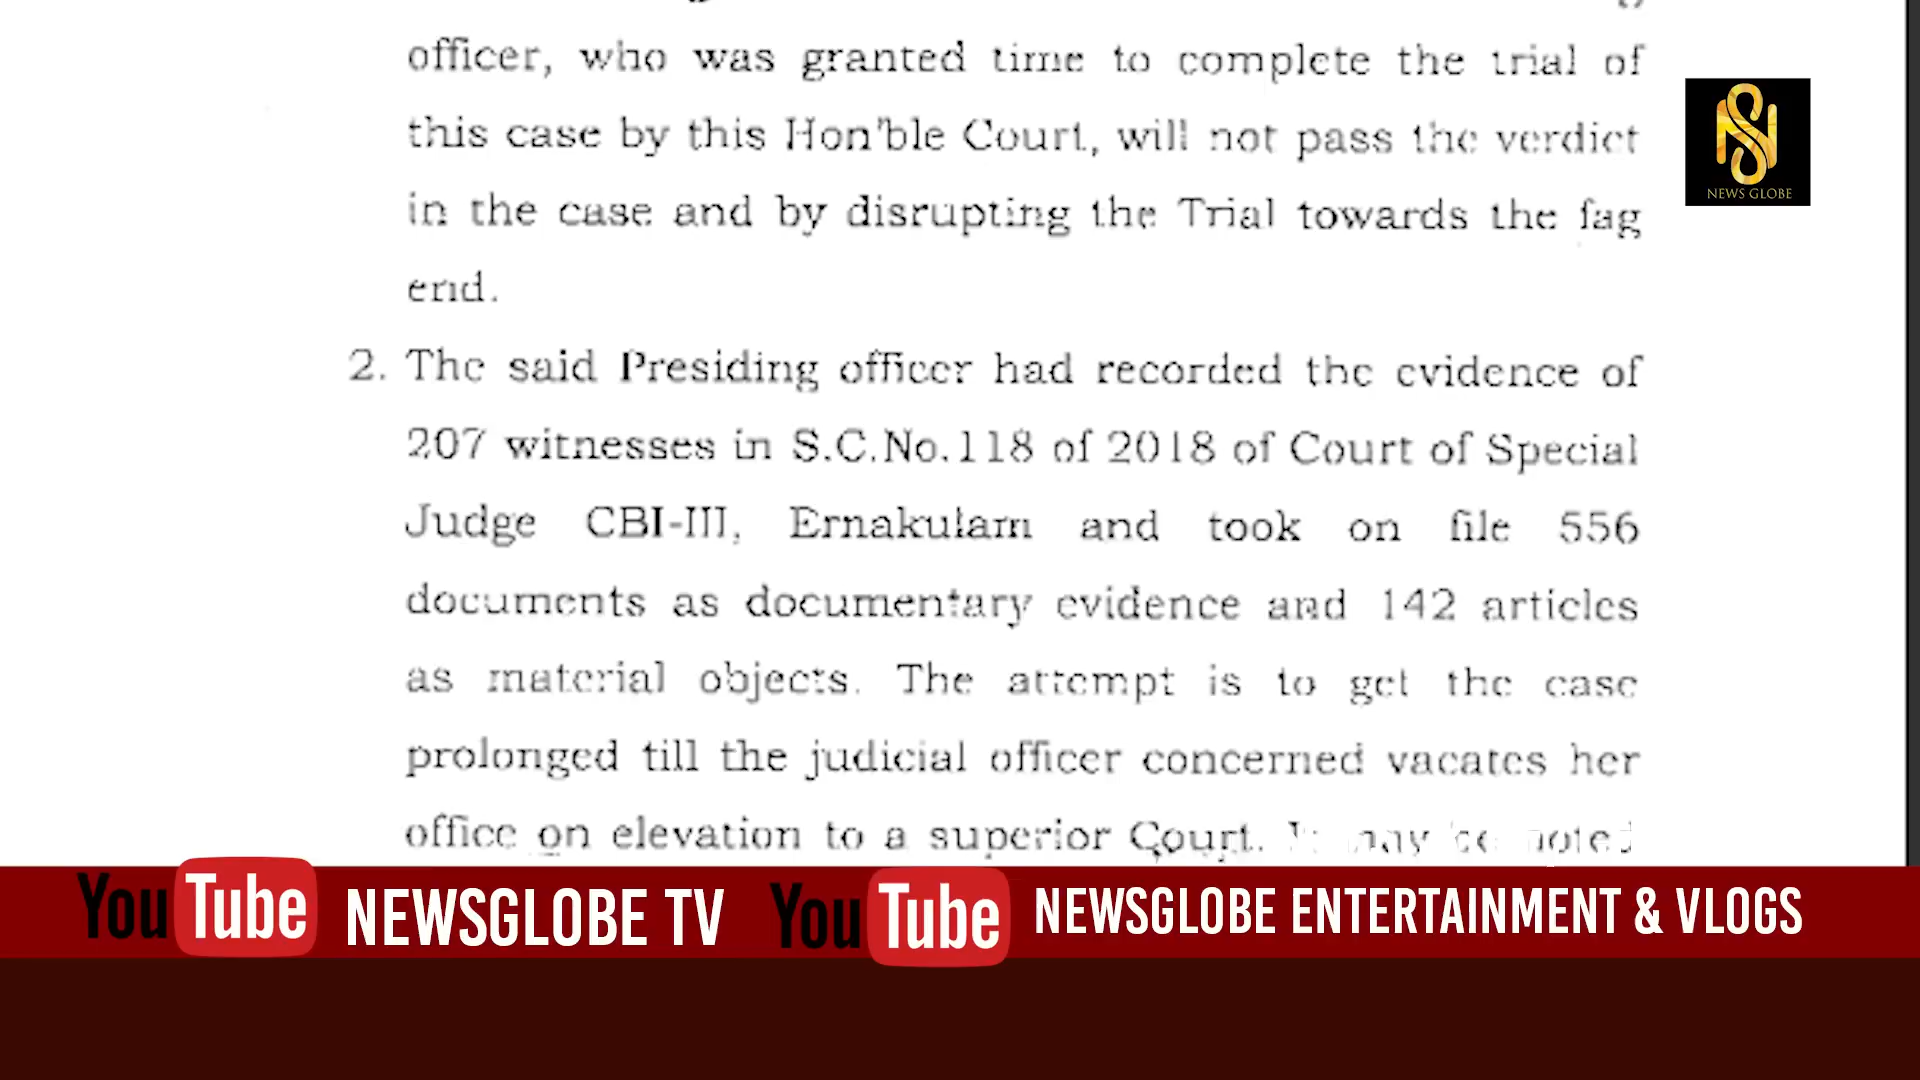 officer, who was granted time to complete the trial of
this case by this Hon'ble Court, will not pass the verdict
in the case and by disrupting the Trial towards the fag
end.
2. The said Presiding officer had recorded the evidence of
207 witnesses in S.C.No.118 of 2018 of Court of Special
Judge CBI-III, Ernakulam and took on file 556
documents as documentary evidence and 142 articles
as material objects. The attempt is to get the case
prolonged till the judicial officer concerned vacates her
office on elevation to a superior Court. It may be noted
NEWS GLOBE
YouTube NEWSGLOBE TV YouTube NEWSGLOBE ENTERTAINMENT & VLOGS